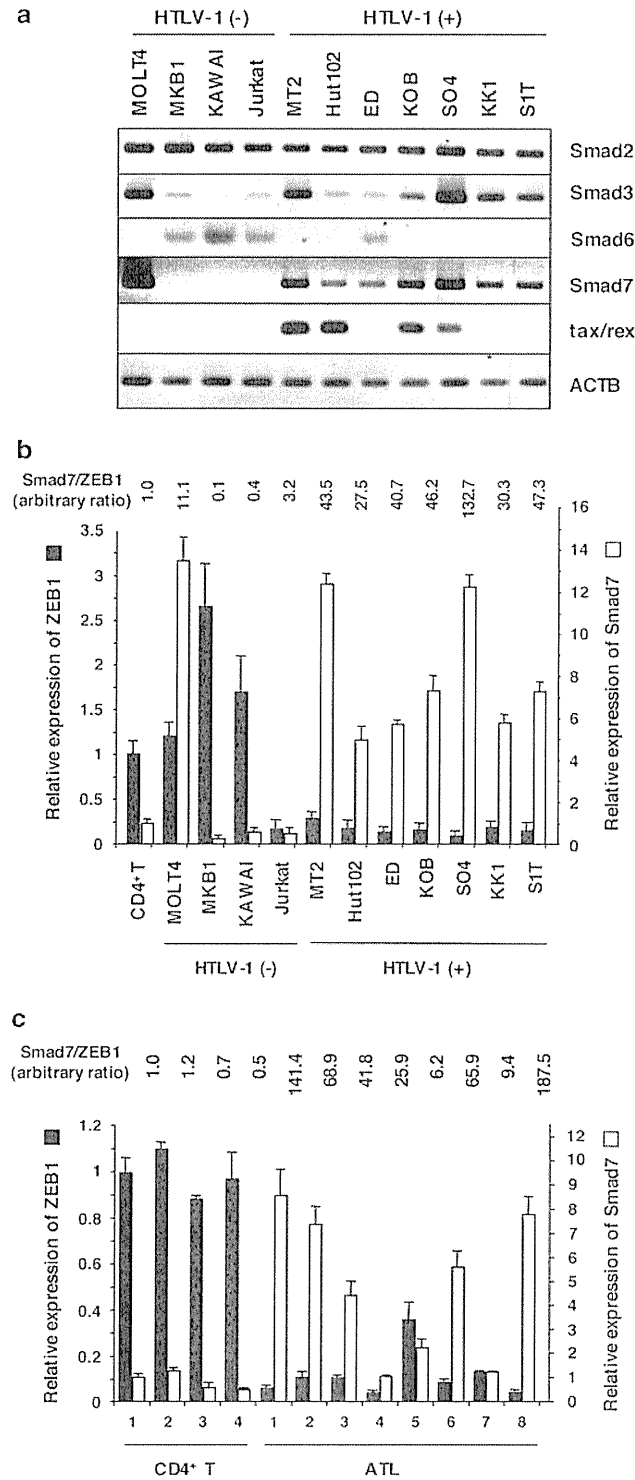 a
HTLV-1 (-) HTLV-1 (+)
MOLT4 MKB1 KAWAI Jurkat MT2 Hut102 ED KOB SO4 KK1 S1T
Smad2
Smad3
Smad6
Smad7
tax/rex
ACTB
b
Smad7/ZEB1
(arbitrary ratio)
1.0 11.1 0.1 0.4 3.2 43.5 27.5 40.7 46.2 132.7 30.3 47.3
Relative expression of ZEB1
3.5
3
2.5
2
1.5
1
0.5
0
16
14
12
10
8
6
4
2
0
Relative expression of Smad7
CD4+ T MOLT4 MKB1 KAWAI Jurkat MT2 Hut102 ED KOB SO4 KK1 S1T
HTLV-1 (-) HTLV-1 (+)
c
Smad7/ZEB1
(arbitrary ratio)
1.0 1.2 0.7 0.5 141.4 68.9 41.8 25.9 6.2 65.9 9.4 187.5
Relative expression of ZEB1
1.2
1
0.8
0.6
0.4
0.2
0
12
11
10
9
8
7
6
5
4
3
2
1
0
Relative expression of Smad7
1 2 3 4 1 2 3 4 5 6 7 8
CD4+ T ATL